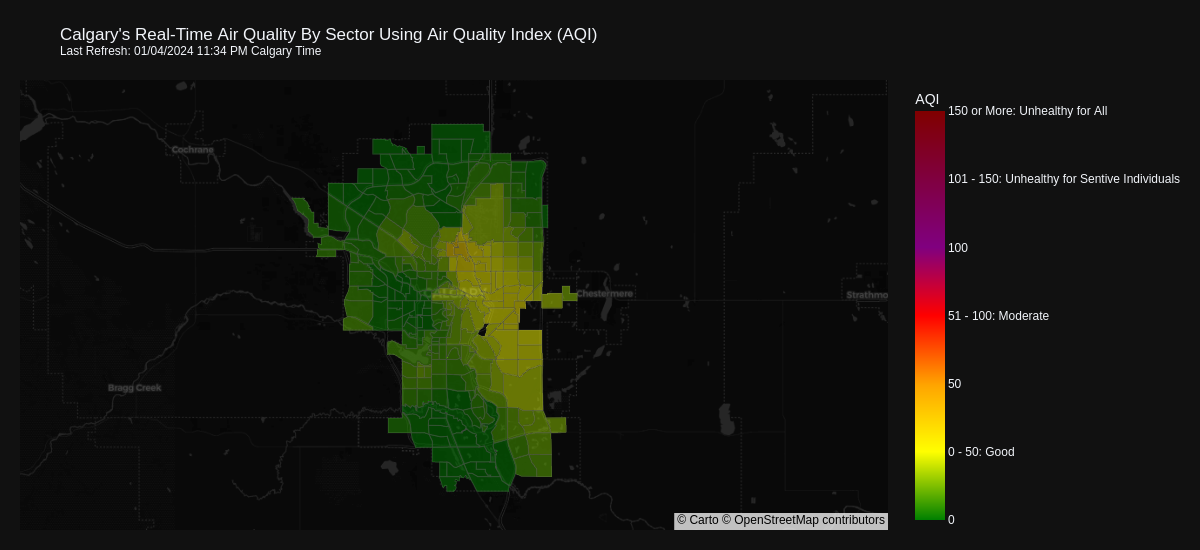 Calgary's Real-Time Air Quality By Sector Using Air Quality Index (AQI)
Last Refresh: 01/04/2024 11:34 PM Calgary Time
AQI
150 or More: Unhealthy for All
101 - 150: Unhealthy for Sentive Individuals
100
51 - 100: Moderate
50
0 - 50: Good
0
Cochrane
Chestermere
Strathmo
Bragg Creek
© Carto © OpenStreetMap contributors